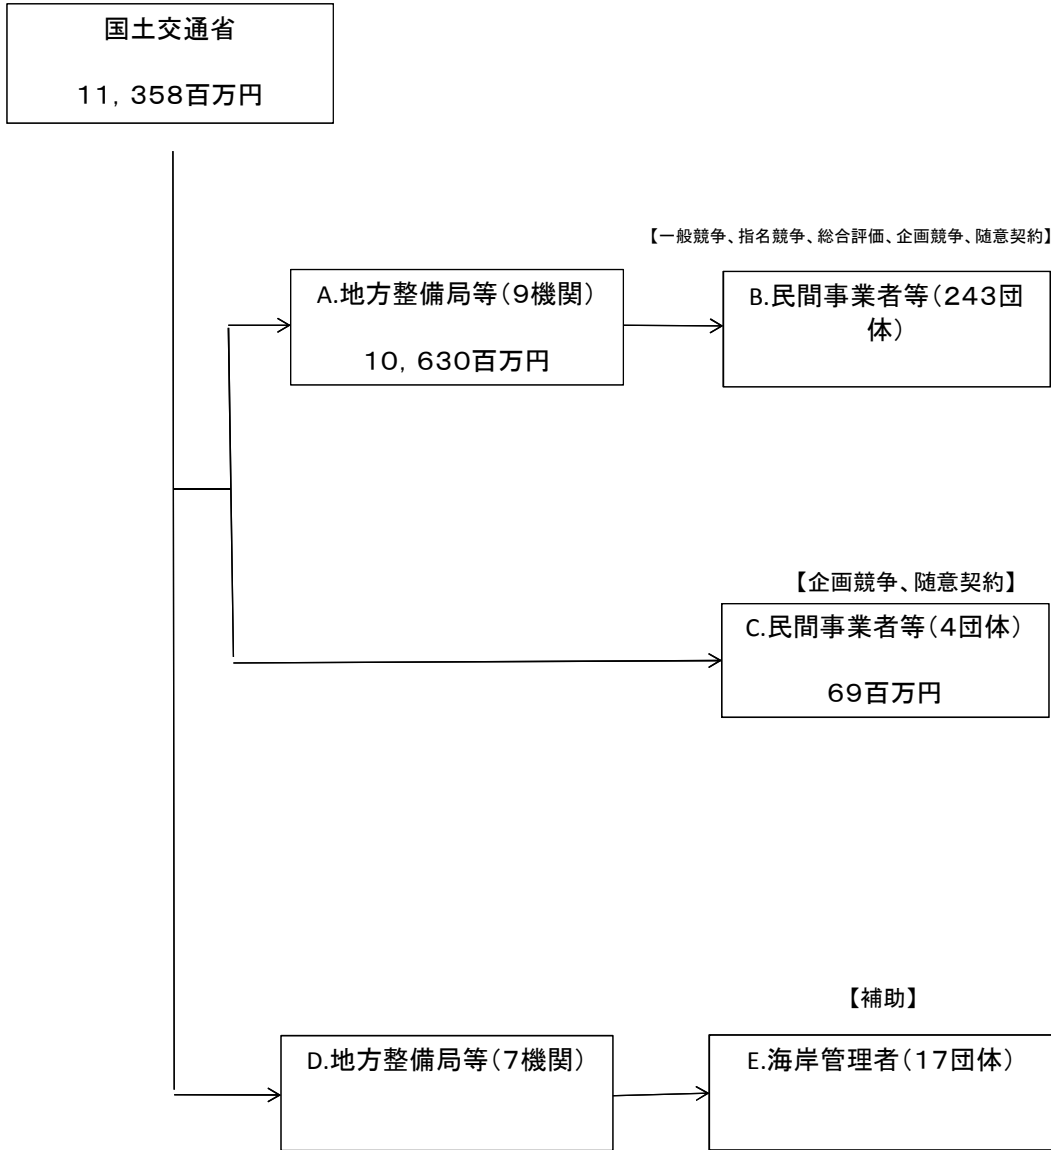 国土交通省
11,358百万円
【一般競争、指名競争、総合評価、企画競争、随意契約】
A.地方整備局等(9機関)
10,630百万円
B.民間事業者等(243団
体)
【企画競争、随意契約】
C.民間事業者等(4団体)
69百万円
【補助】
D.地方整備局等(7機関)
E.海岸管理者(17団体)